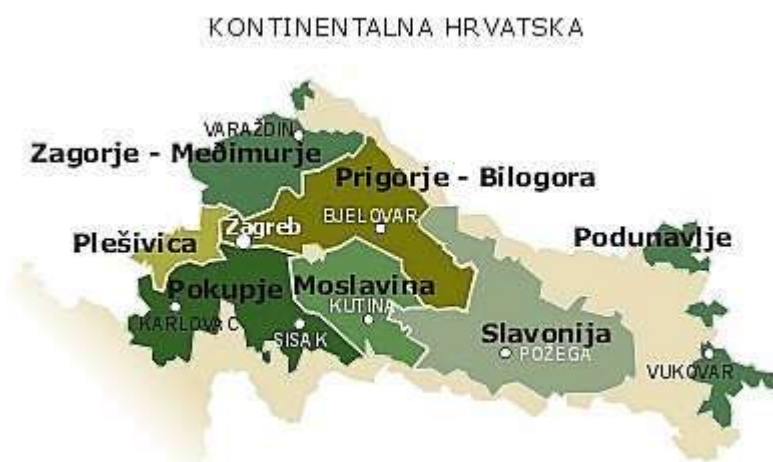 KONTINENTALNA HRVATSKA
VARAŽDIN
Zagorje - Međimurje
Prigorje - Bilogora
BJELOVAR
Zagreb
Plešivica
Podunavlje
Pokupje
Moslavina
KUTINA
KARLOVAC
SISAK
Slavonija
POŽEGA
VUKOVAR